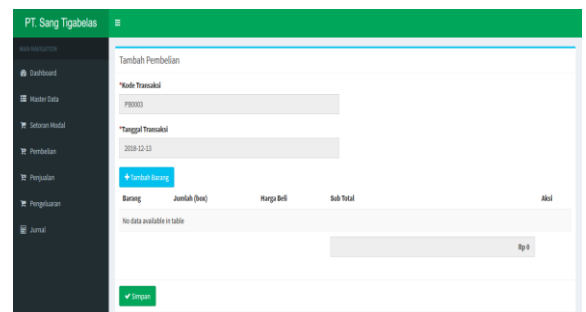 PT. Sang Tigabelas
MAIN NAVIGATION
Dashboard
Master Data
Setoran Modal
Pembelian
Penjualan
Pengeluaran
Jurnal
Tambah Pembelian
*Kode Transaksi
PB0003
*Tanggal Transaksi
2018-12-13
+ Tambah Barang
Barang Jumlah (box) Harga Beli Sub Total Aksi
No data available in table
Rp 0
Simpan